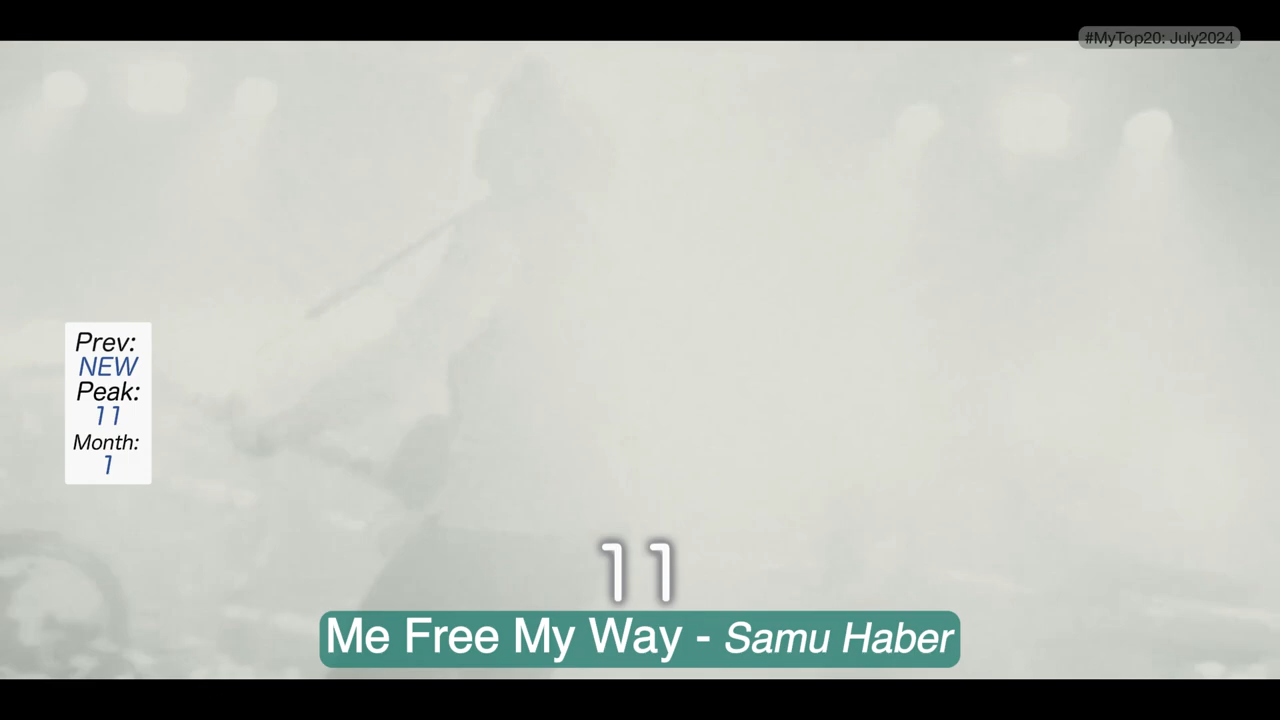 #MyTop20: July2024
Prev:
NEW
Peak:
11
Month:
1
11
Me Free My Way - Samu Haber